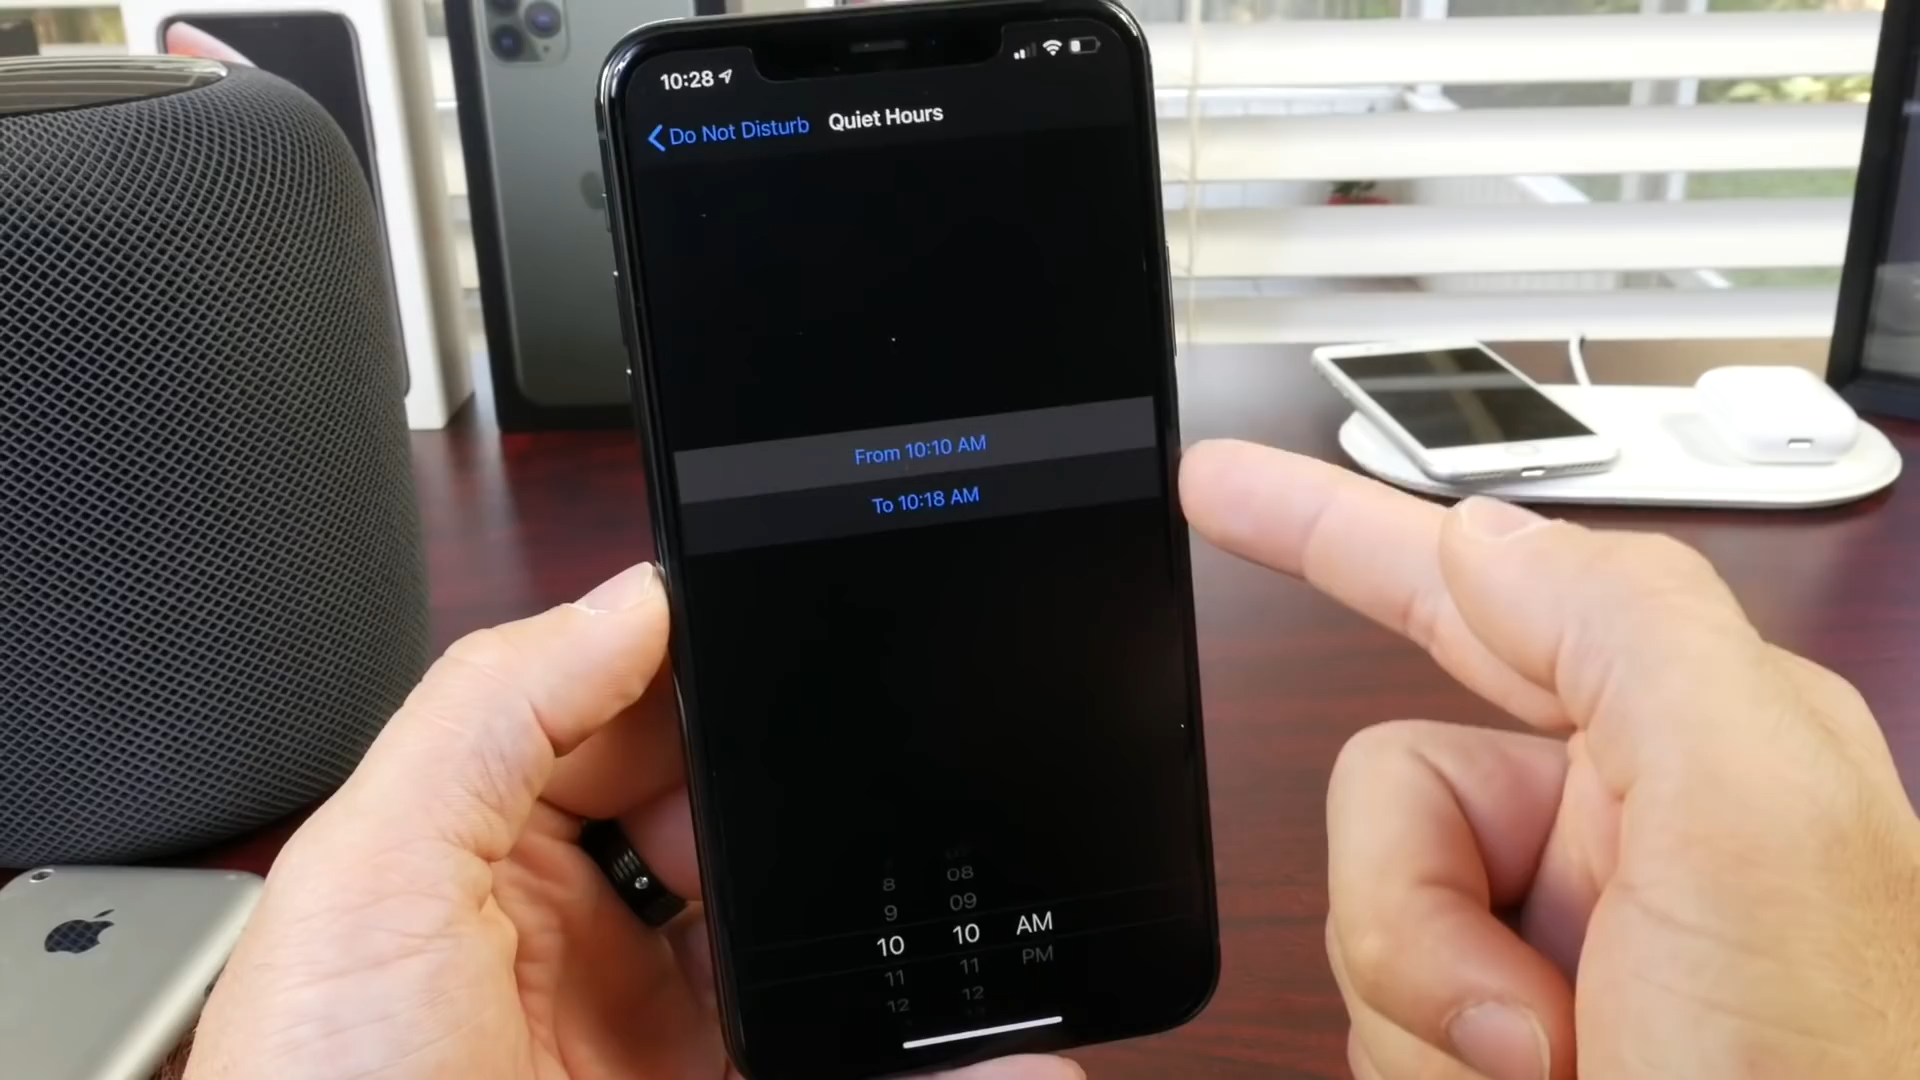 10:28
Do Not Disturb Quiet Hours
From 10:10 AM
To 10:18 AM
8 08
9 09
10 10 AM
11 11 PM
12 12